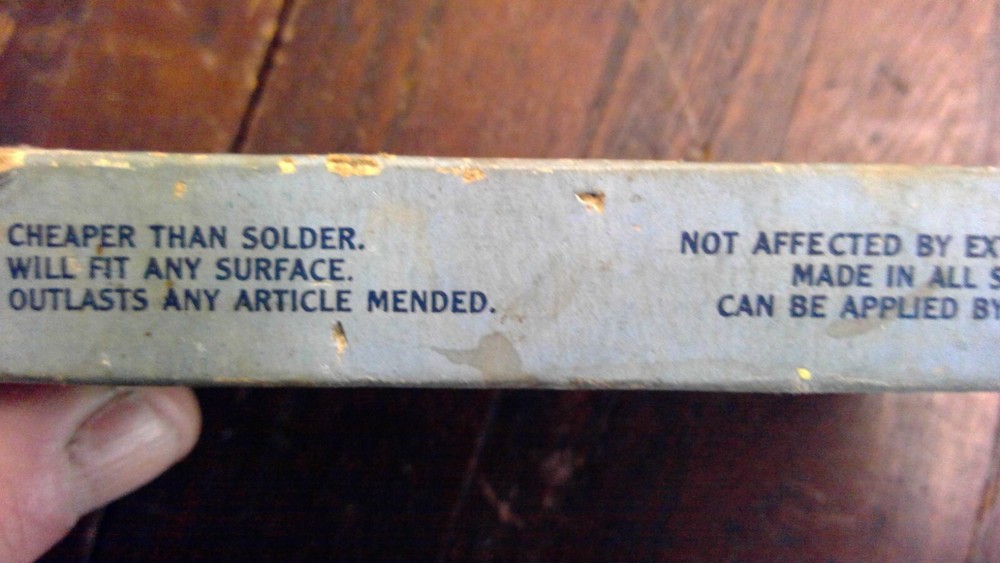 CHEAPER THAN SOLDER.
WILL FIT ANY SURFACE.
OUTLASTS ANY ARTICLE MENDED.
NOT AFFECTED BY
MADE IN ALL
CAN BE APPLIED BY